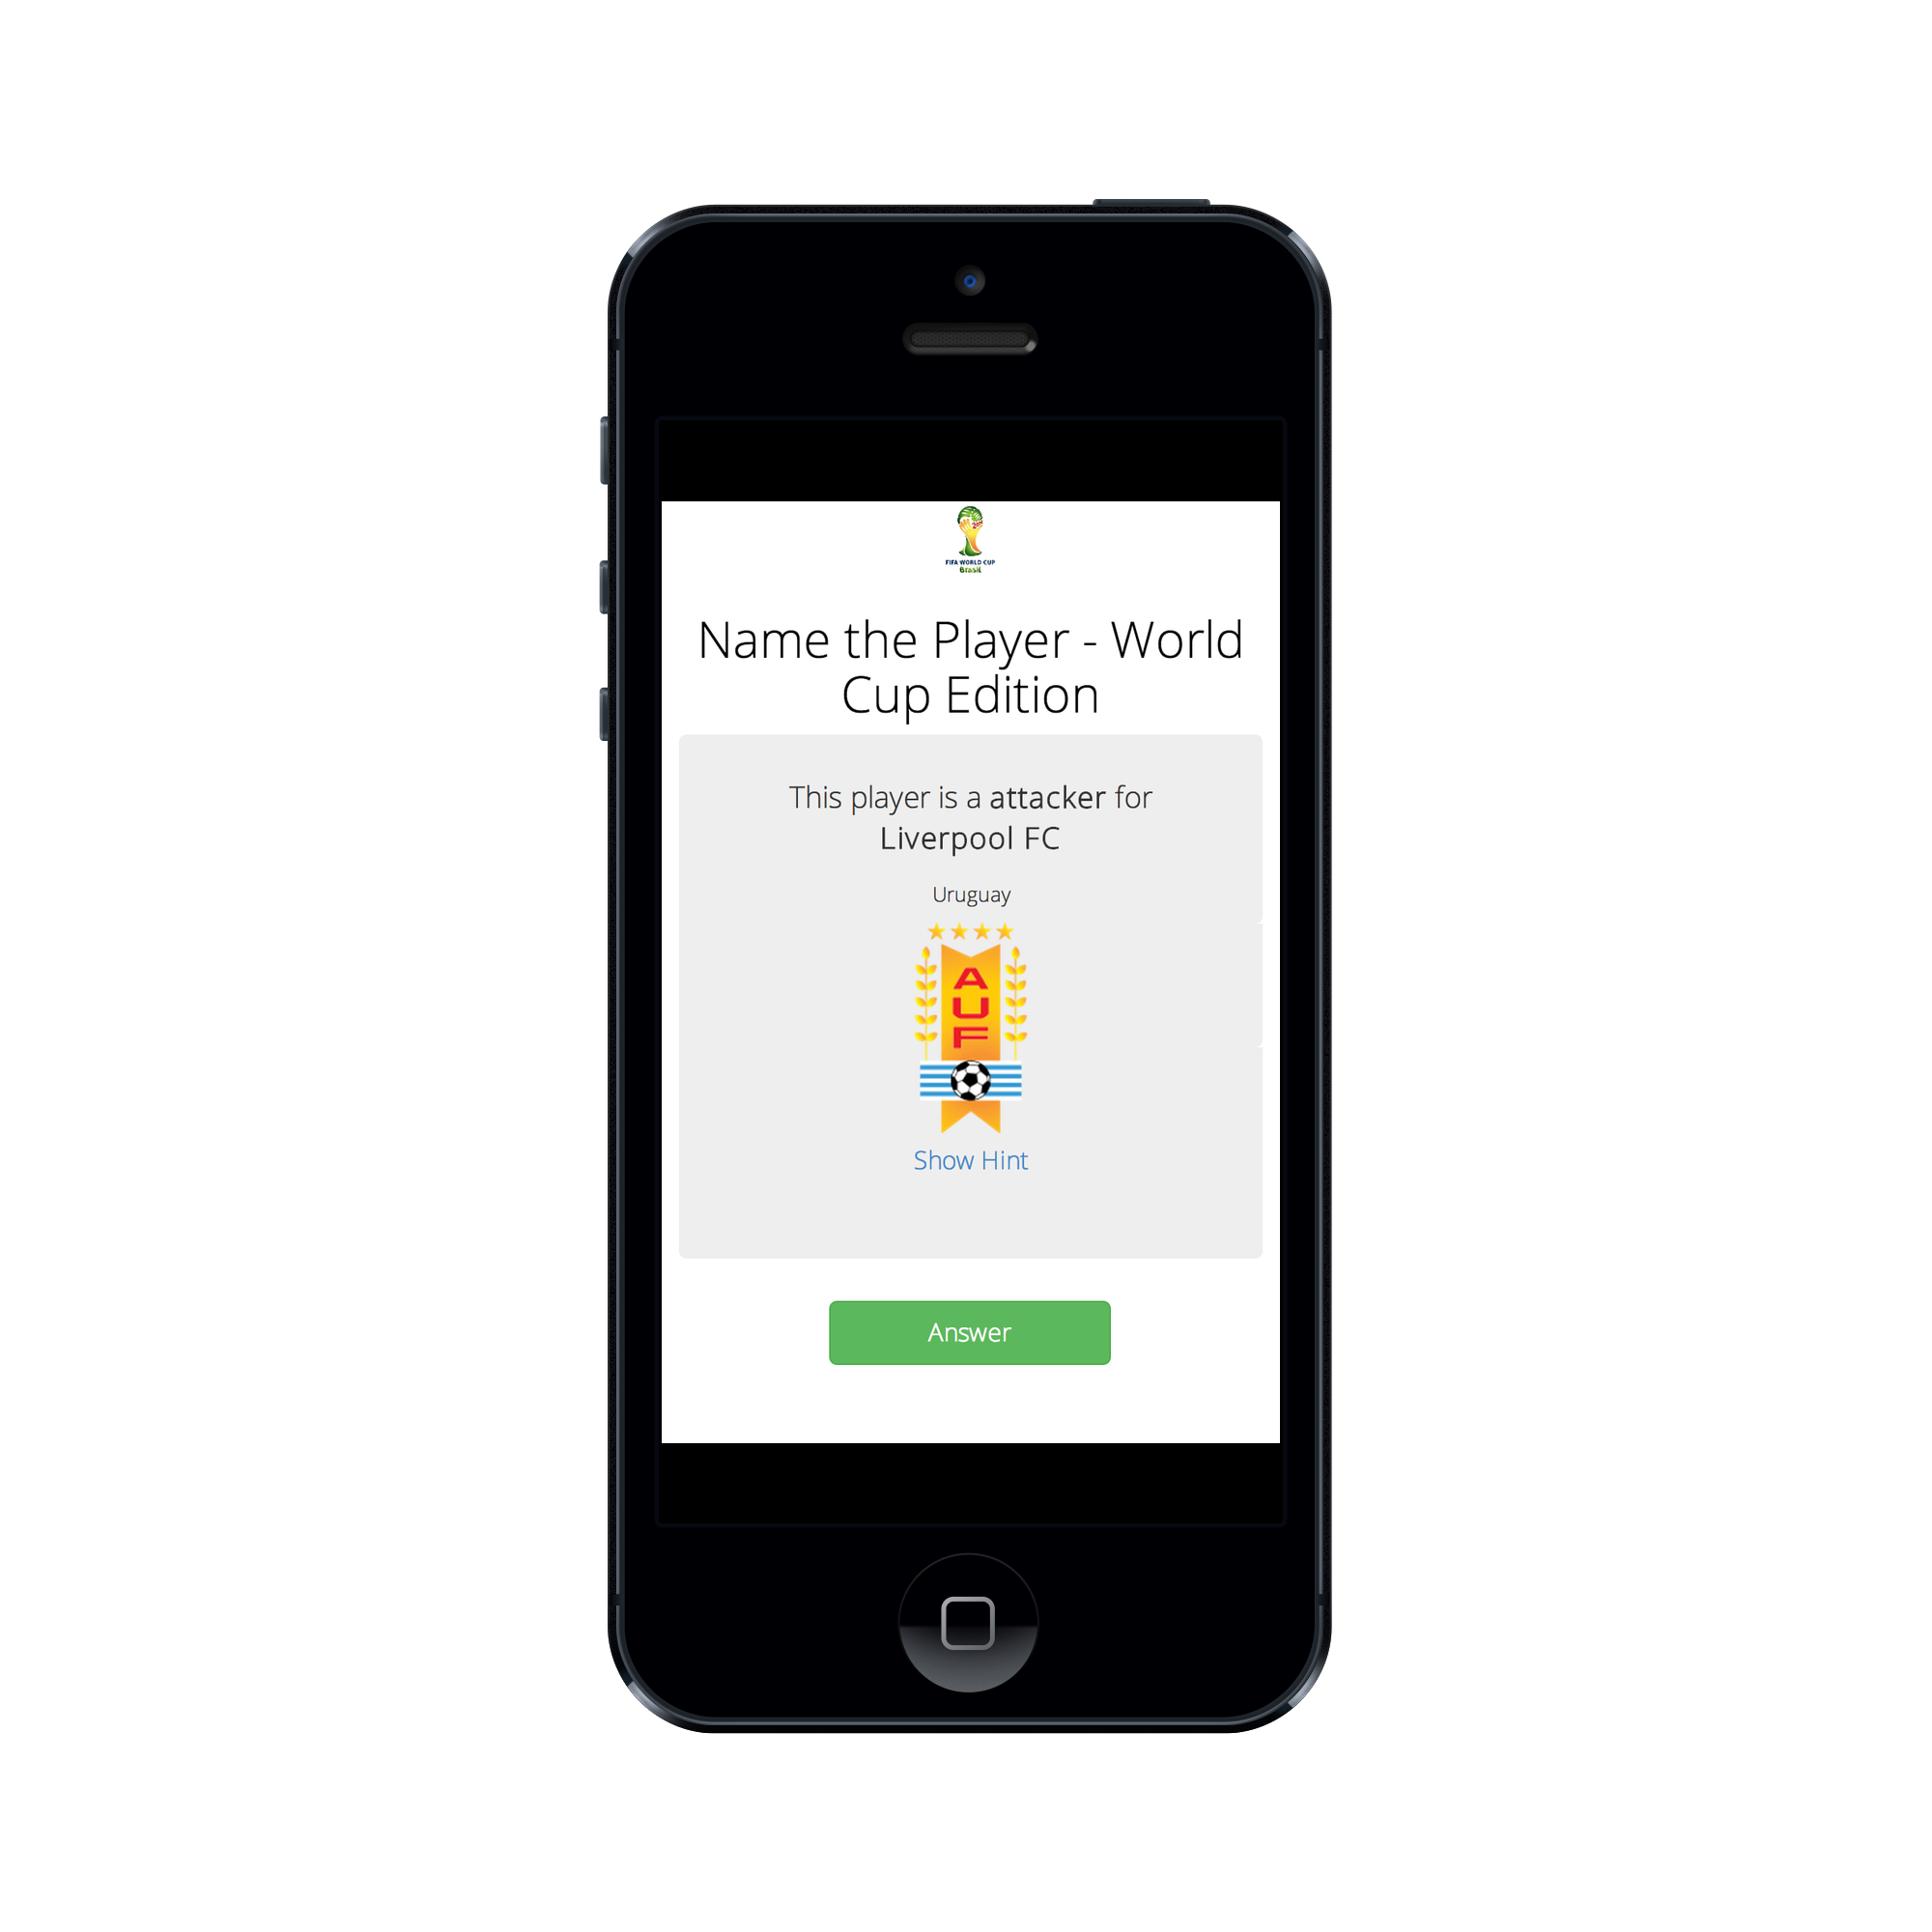 2014
FIFA WORLD CUP
Brasil
Name the Player - World
Cup Edition
This player is a attacker for
Liverpool FC
Uruguay
A
U
F
Show Hint
Answer